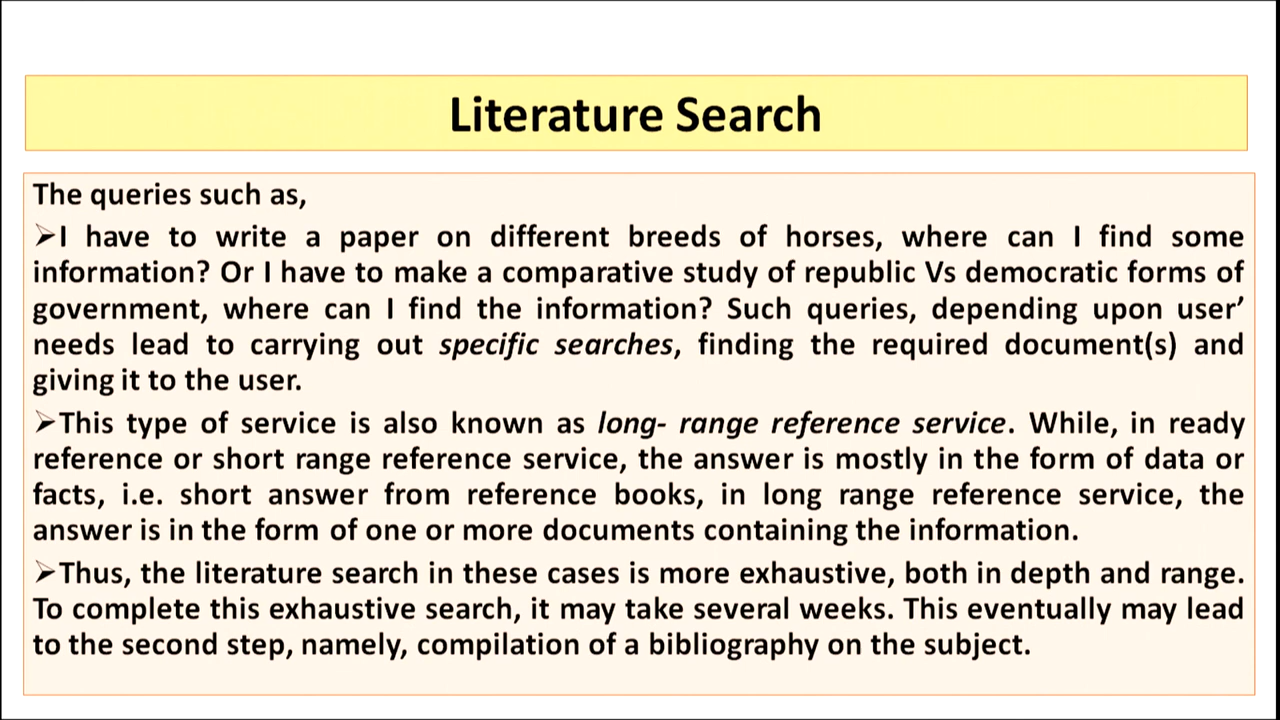 Literature Search
The queries such as,
➢I have to write a paper on different breeds of horses, where can I find some
information? Or I have to make a comparative study of republic Vs democratic forms of
government, where can I find the information? Such queries, depending upon user’
needs lead to carrying out specific searches, finding the required document(s) and
giving it to the user.
➢This type of service is also known as long- range reference service. While, in ready
reference or short range reference service, the answer is mostly in the form of data or
facts, i.e. short answer from reference books, in long range reference service, the
answer is in the form of one or more documents containing the information.
➢Thus, the literature search in these cases is more exhaustive, both in depth and range.
To complete this exhaustive search, it may take several weeks. This eventually may lead
to the second step, namely, compilation of a bibliography on the subject.